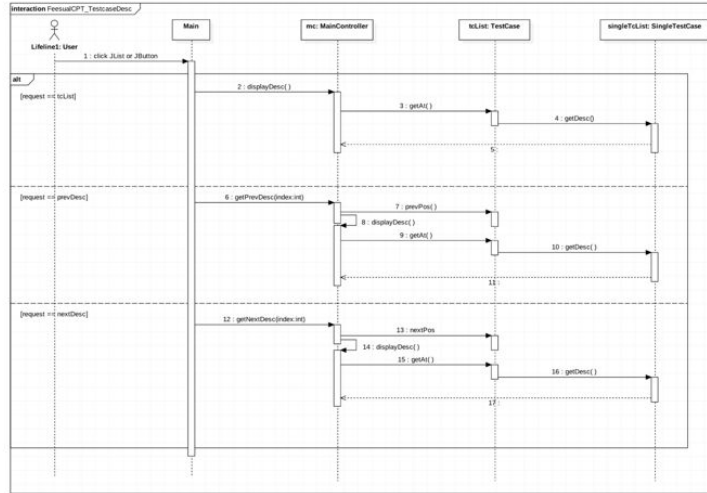 interaction FeesualCPT_TestcaseDesc
Lifeline1: User
Main
mc: MainController
tcList: TestCase
singleTcList: SingleTestCase
1 : click JList or JButton
alt
[request == tcList]
2 : displayDesc( )
3 : getAt( )
4 : getDesc()
5 :
[request == prevDesc]
6 : getPrevDesc(index:int)
7 : prevPos( )
8 : displayDesc( )
9 : getAt( )
10 : getDesc( )
11 :
[request == nextDesc]
12 : getNextDesc(index:int)
13 : nextPos
14 : displayDesc( )
15 : getAt( )
16 : getDesc( )
17 :